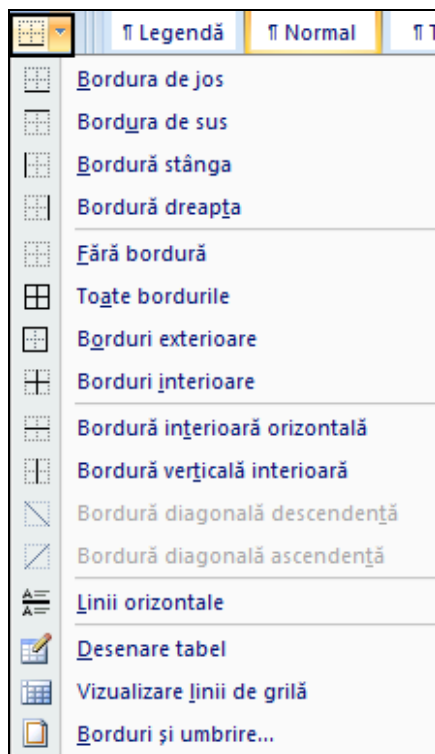 ¶ Legendă ¶ Normal ¶ T
Bordura de jos
Bordura de sus
Bordură stânga
Bordură dreapta
Fără bordură
Toate bordurile
Borduri exterioare
Borduri interioare
Bordură interioară orizontală
Bordură verticală interioară
Bordură diagonală descendentă
Bordură diagonală ascendentă
Linii orizontale
Desenare tabel
Vizualizare linii de grilă
Borduri și umbrire...